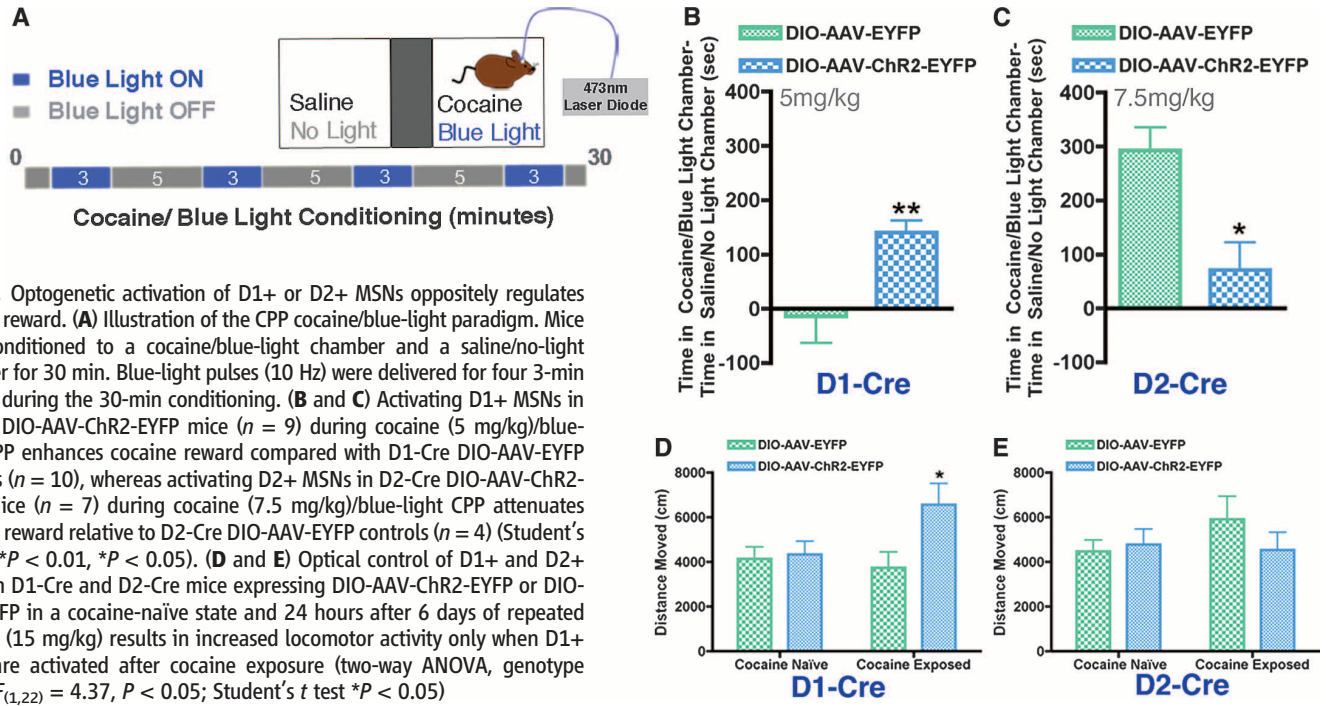 A
Blue Light ON
Blue Light OFF
Saline
No Light
Cocaine
Blue Light
473nm
Laser Diode
0
30
3
5
3
5
3
5
3
Cocaine/ Blue Light Conditioning (minutes)
. Optogenetic activation of D1+ or D2+ MSNs oppositely regulates
reward. (A) Illustration of the CPP cocaine/blue-light paradigm. Mice
onditioned to a cocaine/blue-light chamber and a saline/no-light
er for 30 min. Blue-light pulses (10 Hz) were delivered for four 3-min
during the 30-min conditioning. (B and C) Activating D1+ MSNs in
DIO-AAV-ChR2-EYFP mice (n = 9) during cocaine (5 mg/kg)/blue-
PP enhances cocaine reward compared with D1-Cre DIO-AAV-EYFP
s (n = 10), whereas activating D2+ MSNs in D2-Cre DIO-AAV-ChR2-
ice (n = 7) during cocaine (7.5 mg/kg)/blue-light CPP attenuates
reward relative to D2-Cre DIO-AAV-EYFP controls (n = 4) (Student's
*P < 0.01, *P < 0.05). (D and E) Optical control of D1+ and D2+
n D1-Cre and D2-Cre mice expressing DIO-AAV-ChR2-EYFP or DIO-
FP in a cocaine-naïve state and 24 hours after 6 days of repeated
(15 mg/kg) results in increased locomotor activity only when D1+
are activated after cocaine exposure (two-way ANOVA, genotype
F(1,22) = 4.37, P < 0.05; Student's t test *P < 0.05)
B
DIO-AAV-EYFP
DIO-AAV-ChR2-EYFP
Time in Cocaine/Blue Light Chamber-
Time in Saline/No Light Chamber (sec)
5mg/kg
400
300
200
100
0
-100
**
D1-Cre
C
DIO-AAV-EYFP
DIO-AAV-ChR2-EYFP
Time in Cocaine/Blue Light Chamber-
Time in Saline/No Light Chamber (sec)
7.5mg/kg
400
300
200
100
0
-100
*
D2-Cre
D
DIO-AAV-EYFP
DIO-AAV-ChR2-EYFP
Distance Moved (cm)
8000
6000
4000
2000
0
*
Cocaine Naïve
Cocaine Exposed
D1-Cre
E
DIO-AAV-EYFP
DIO-AAV-ChR2-EYFP
Distance Moved (cm)
8000
6000
4000
2000
0
Cocaine Naïve
Cocaine Exposed
D2-Cre